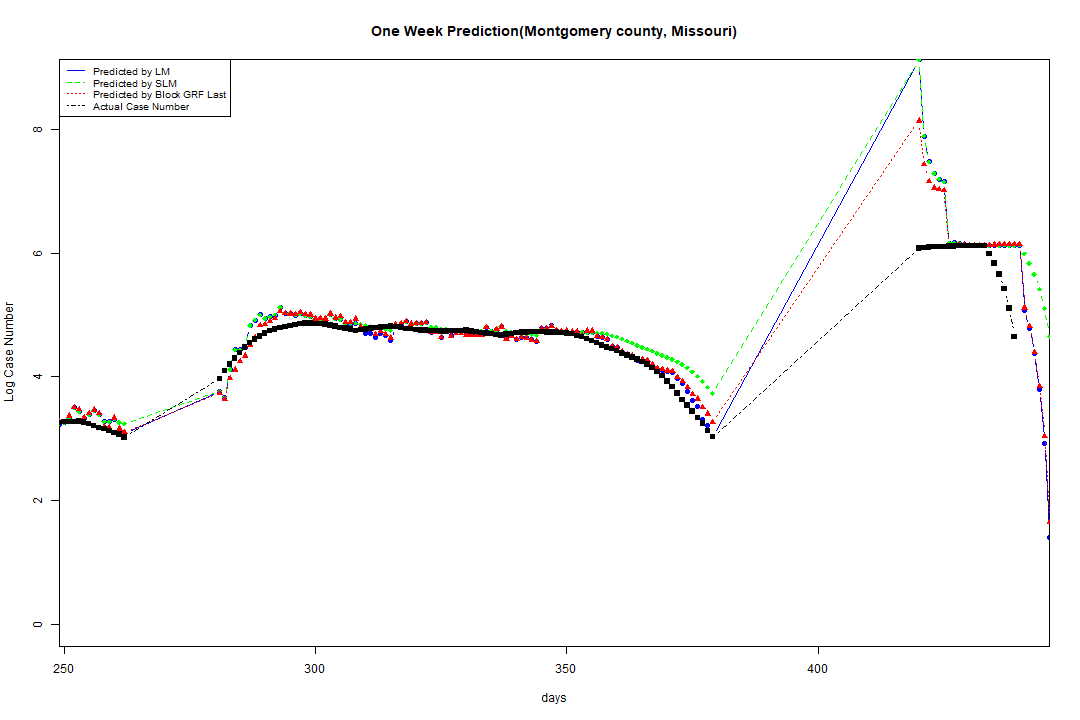 One Week Prediction(Montgomery county, Missouri)
Predicted by LM
Predicted by SLM
Predicted by Block GRF Last
Actual Case Number
Log Case Number
8
6
4
2
0
250 300 350 400
days